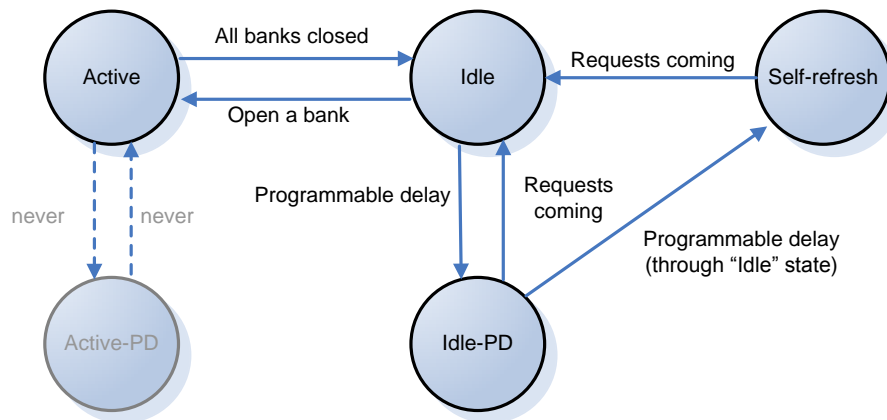 All banks closed
Active
Idle
Requests coming
Self-refresh
Open a bank
never
never
Programmable delay
Requests
coming
Programmable delay
(through “Idle” state)
Active-PD
Idle-PD